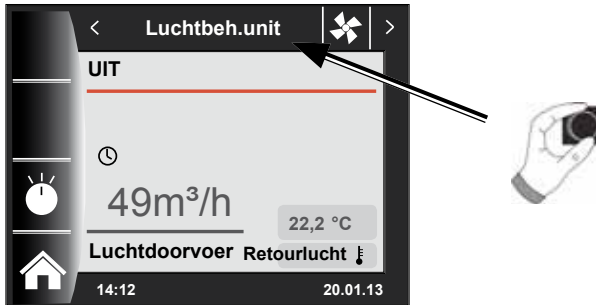 < Luchtbeh.unit >
UIT
49m³/h
22,2 °C
Luchtdoorvoer Retourlucht
14:12 20.01.13